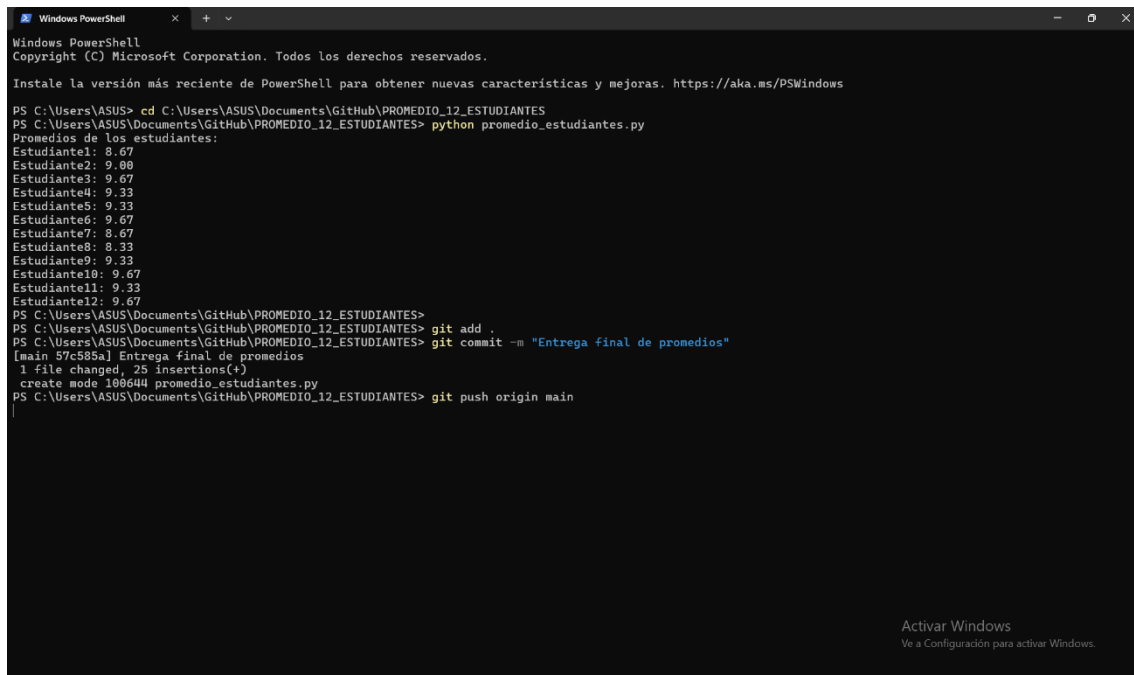 Windows PowerShell
Windows PowerShell
Copyright (C) Microsoft Corporation. Todos los derechos reservados.
Instale la versión más reciente de PowerShell para obtener nuevas características y mejoras. https://aka.ms/PSWindows
PS C:\Users\ASUS> cd C:\Users\ASUS\Documents\GitHub\PROMEDIO_12_ESTUDIANTES
PS C:\Users\ASUS\Documents\GitHub\PROMEDIO_12_ESTUDIANTES> python promedio_estudiantes.py
Promedios de los estudiantes:
Estudiante1: 8.67
Estudiante2: 9.00
Estudiante3: 9.67
Estudiante4: 9.33
Estudiante5: 9.33
Estudiante6: 9.67
Estudiante7: 8.67
Estudiante8: 8.33
Estudiante9: 9.33
Estudiante10: 9.67
Estudiante11: 9.33
Estudiante12: 9.67
PS C:\Users\ASUS\Documents\GitHub\PROMEDIO_12_ESTUDIANTES>
PS C:\Users\ASUS\Documents\GitHub\PROMEDIO_12_ESTUDIANTES> git add .
PS C:\Users\ASUS\Documents\GitHub\PROMEDIO_12_ESTUDIANTES> git commit -m "Entrega final de promedios"
[main 57c585a] Entrega final de promedios
 1 file changed, 25 insertions(+)
 create mode 100644 promedio_estudiantes.py
PS C:\Users\ASUS\Documents\GitHub\PROMEDIO_12_ESTUDIANTES> git push origin main
Activar Windows
Ve a Configuración para activar Windows.